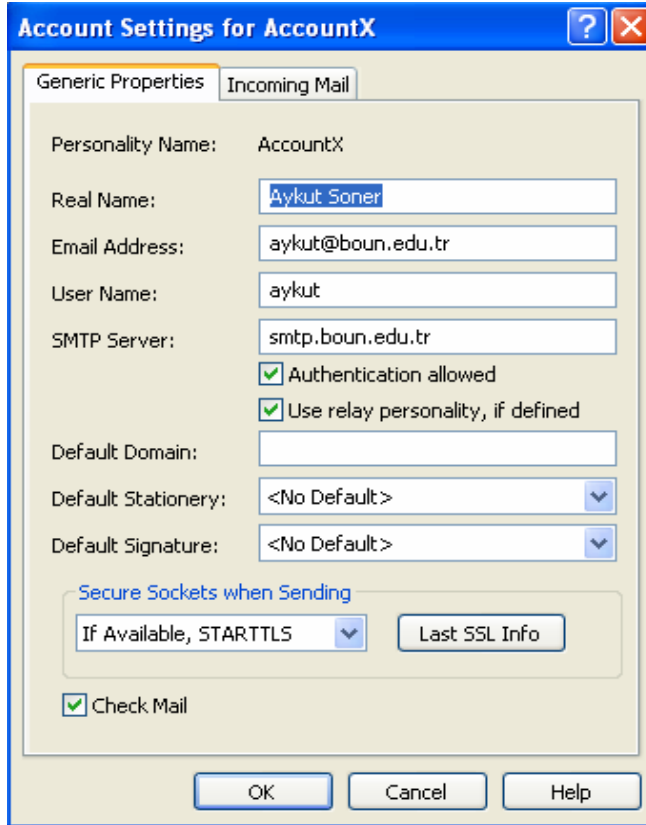 Account Settings for AccountX
Generic Properties Incoming Mail
Personality Name: AccountX
Real Name: Aykut Soner
Email Address: aykut@boun.edu.tr
User Name: aykut
SMTP Server: smtp.boun.edu.tr
Authentication allowed
Use relay personality, if defined
Default Domain:
Default Stationery: <No Default>
Default Signature: <No Default>
Secure Sockets when Sending
If Available, STARTTLS Last SSL Info
Check Mail
OK Cancel Help